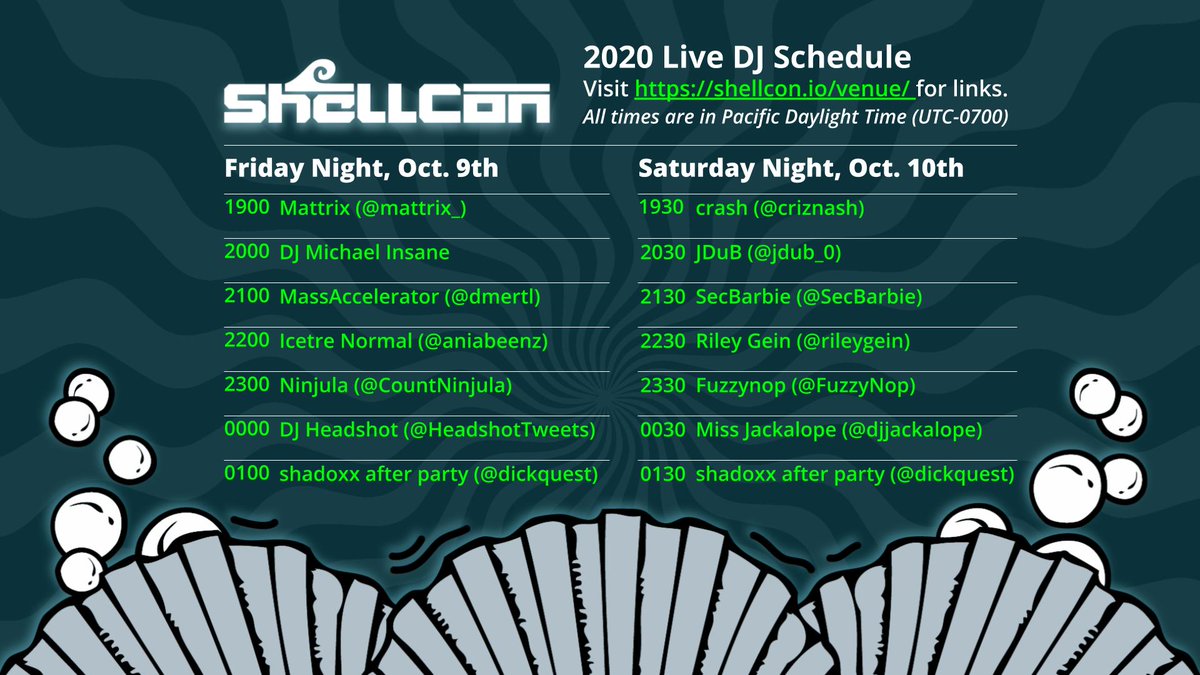 ShellCon
2020 Live DJ Schedule
Visit https://shellcon.io/venue/ for links.
All times are in Pacific Daylight Time (UTC-0700)
Friday Night, Oct. 9th
1900 Mattrix (@mattrix_)
2000 DJ Michael Insane
2100 MassAccelerator (@dmertl)
2200 Icetre Normal (@aniabeenz)
2300 Ninjula (@CountNinjula)
0000 DJ Headshot (@HeadshotTweets)
0100 shadoxx after party (@dickquest)
Saturday Night, Oct. 10th
1930 crash (@criznash)
2030 JDuB (@jdub_0)
2130 SecBarbie (@SecBarbie)
2230 Riley Gein (@rileygein)
2330 Fuzzynop (@FuzzyNop)
0030 Miss Jackalope (@djjackalope)
0130 shadoxx after party (@dickquest)